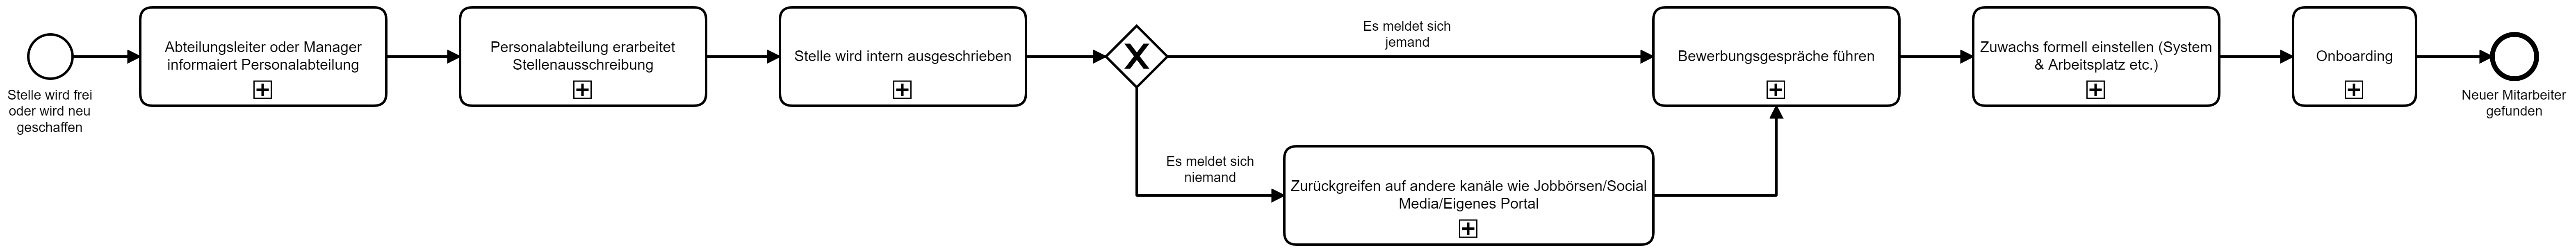 Stelle wird frei
oder wird neu
geschaffen
Abteilungsleiter oder Manager
informaiert Personalabteilung
Personalabteilung erarbeitet
Stellenausschreibung
Stelle wird intern ausgeschrieben
Es meldet sich
jemand
Es meldet sich
niemand
Zurückgreifen auf andere kanäle wie Jobbörsen/Social
Media/Eigenes Portal
Bewerbungsgespräche führen
Zuwachs formell einstellen (System
& Arbeitsplatz etc.)
Onboarding
Neuer Mitarbeiter
gefunden